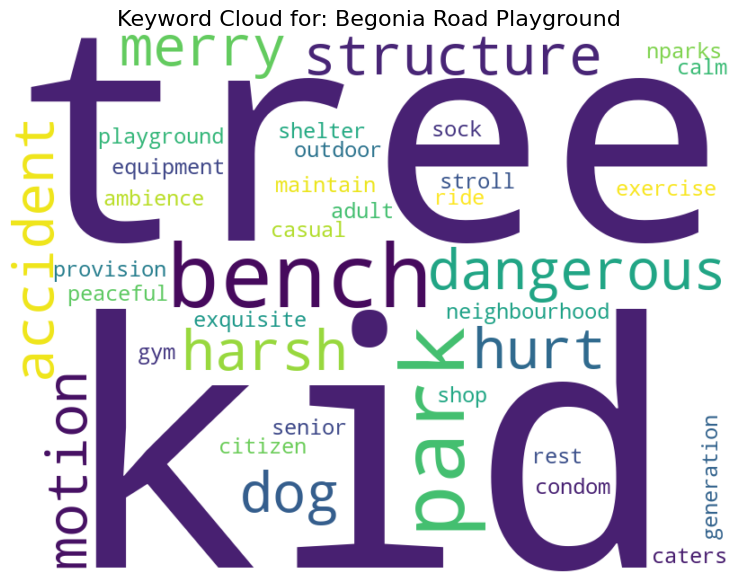 Keyword Cloud for: Begonia Road Playground
merry
structure
nparks
calm
tree
playground
shelter
sock
equipment
outdoor
ambience
maintain
stroll
ride
exercise
adult
casual
accident
provision
bench
dangerous
peaceful
exquisite
neighbourhood
kid
gym
harsh
park
hurt
motion
shop
senior
citizen
generation
dog
rest
condom
caters